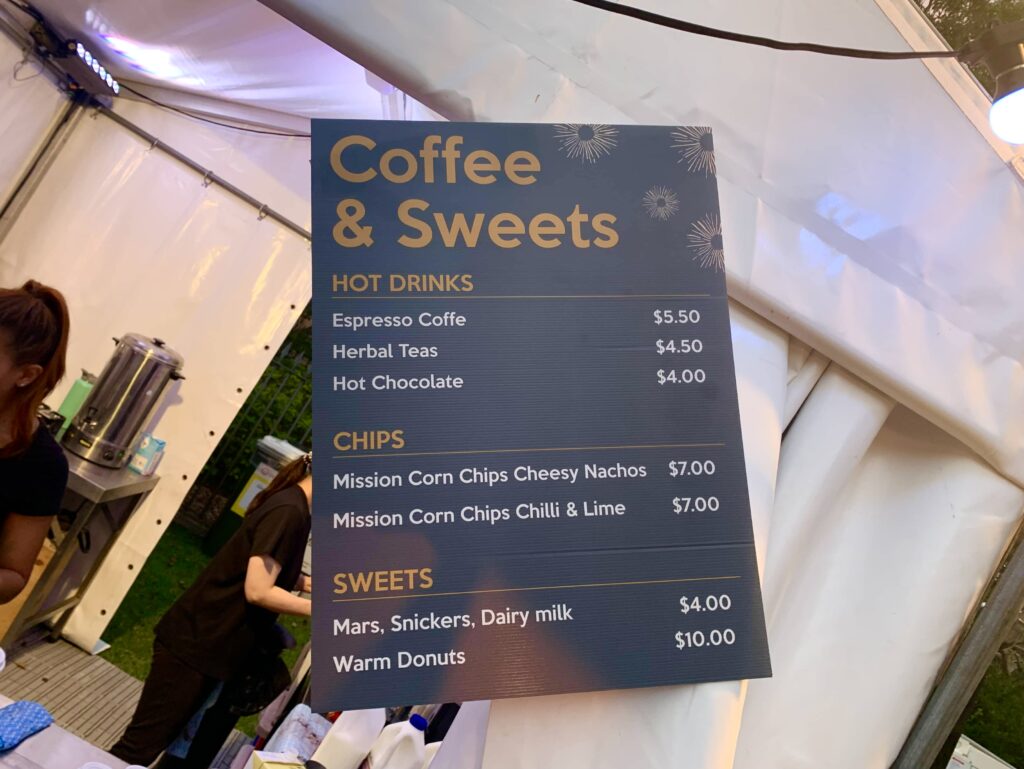 Coffee
& Sweets
HOT DRINKS
Espresso Coffe $5.50
Herbal Teas $4.50
Hot Chocolate $4.00
CHIPS
Mission Corn Chips Cheesy Nachos $7.00
Mission Corn Chips Chilli & Lime $7.00
SWEETS
Mars, Snickers, Dairy milk $4.00
Warm Donuts $10.00